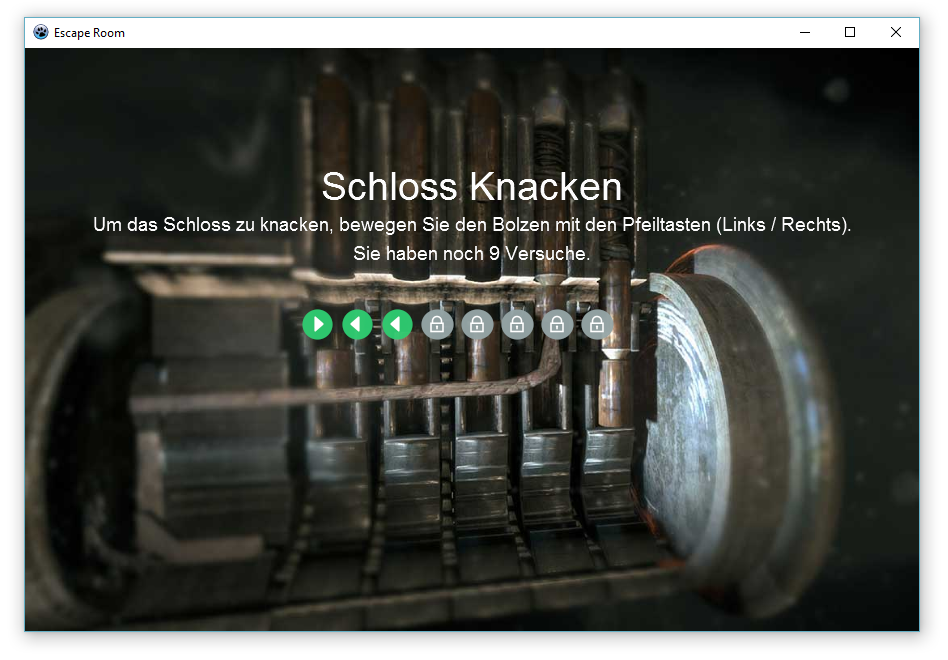 Escape Room
Schloss Knacken
Um das Schloss zu knacken, bewegen Sie den Bolzen mit den Pfeiltasten (Links / Rechts).
Sie haben noch 9 Versuche.